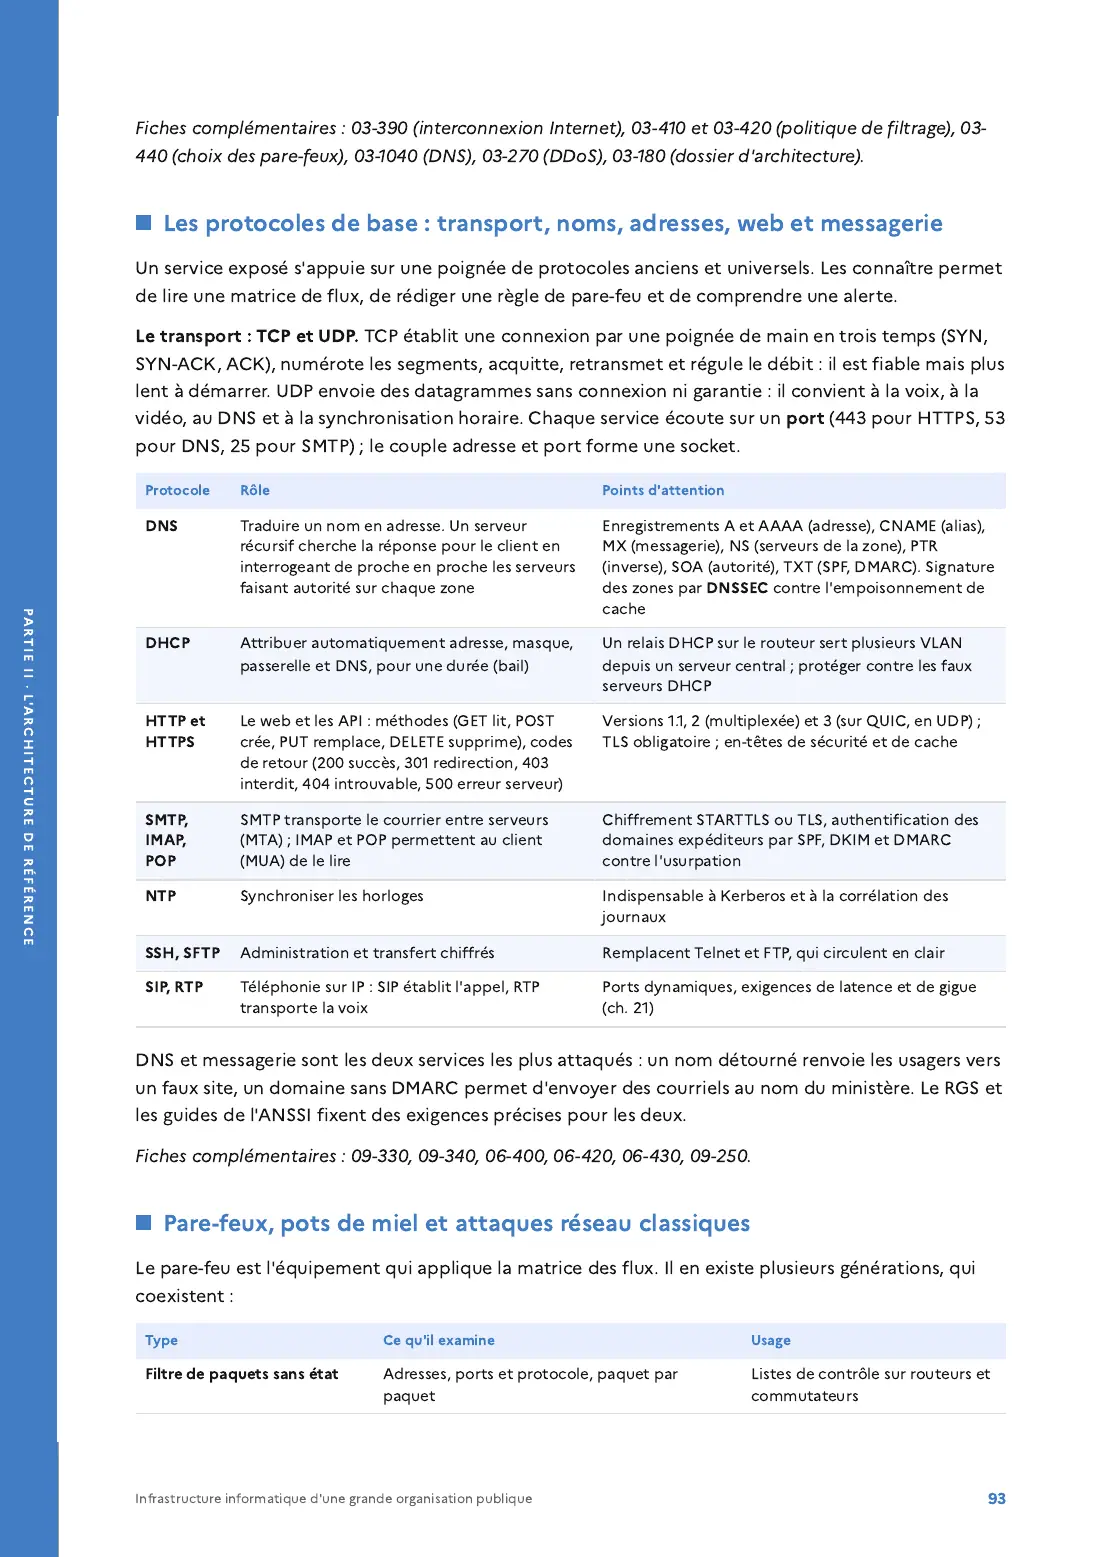 Fiches complémentaires : 03-390 (interconnexion Internet), 03-410 et 03-420 (politique de filtrage), 03-
440 (choix des pare-feux), 03-1040 (DNS), 03-270 (DDoS), 03-180 (dossier d'architecture).
Les protocoles de base : transport, noms, adresses, web et messagerie
Un service exposé s'appuie sur une poignée de protocoles anciens et universels. Les connaître permet
de lire une matrice de flux, de rédiger une règle de pare-feu et de comprendre une alerte.
Le transport : TCP et UDP. TCP établit une connexion par une poignée de main en trois temps (SYN,
SYN-ACK, ACK), numérote les segments, acquitte, retransmet et régule le débit : il est fiable mais plus
lent à démarrer. UDP envoie des datagrammes sans connexion ni garantie : il convient à la voix, à la
vidéo, au DNS et à la synchronisation horaire. Chaque service écoute sur un port (443 pour HTTPS, 53
pour DNS, 25 pour SMTP) ; le couple adresse et port forme une socket.
Protocole Rôle Points d'attention
DNS
Traduire un nom en adresse. Un serveur
récursif cherche la réponse pour le client en
interrogeant de proche en proche les serveurs
faisant autorité sur chaque zone
Enregistrements A et AAAA (adresse), CNAME (alias),
MX (messagerie), NS (serveurs de la zone), PTR
(inverse), SOA (autorité), TXT (SPF, DMARC). Signature
des zones par DNSSEC contre l'empoisonnement de
cache
DHCP
Attribuer automatiquement adresse, masque,
passerelle et DNS, pour une durée (bail)
Un relais DHCP sur le routeur sert plusieurs VLAN
depuis un serveur central ; protéger contre les faux
serveurs DHCP
HTTP et
HTTPS
Le web et les API : méthodes (GET lit, POST
crée, PUT remplace, DELETE supprime), codes
de retour (200 succès, 301 redirection, 403
interdit, 404 introuvable, 500 erreur serveur)
Versions 1.1, 2 (multiplexée) et 3 (sur QUIC, en UDP) ;
TLS obligatoire ; en-têtes de sécurité et de cache
SMTP,
IMAP,
POP
SMTP transporte le courrier entre serveurs
(MTA) ; IMAP et POP permettent au client
(MUA) de le lire
Chiffrement STARTTLS ou TLS, authentification des
domaines expéditeurs par SPF, DKIM et DMARC
contre l'usurpation
NTP
Synchroniser les horloges
Indispensable à Kerberos et à la corrélation des
journaux
SSH, SFTP
Administration et transfert chiffrés
Remplacent Telnet et FTP, qui circulent en clair
SIP, RTP
Téléphonie sur IP : SIP établit l'appel, RTP
transporte la voix
Ports dynamiques, exigences de latence et de gigue
(ch. 21)
DNS et messagerie sont les deux services les plus attaqués : un nom détourné renvoie les usagers vers
un faux site, un domaine sans DMARC permet d'envoyer des courriels au nom du ministère. Le RGS et
les guides de l'ANSSI fixent des exigences précises pour les deux.
Fiches complémentaires : 09-330, 09-340, 06-400, 06-420, 06-430, 09-250.
Pare-feux, pots de miel et attaques réseau classiques
Le pare-feu est l'équipement qui applique la matrice des flux. Il en existe plusieurs générations, qui
coexistent :
Type Ce qu'il examine Usage
Filtre de paquets sans état
Adresses, ports et protocole, paquet par
paquet
Listes de contrôle sur routeurs et
commutateurs
PARTIE II · L'ARCHITECTURE DE RÉFÉRENCE
Infrastructure informatique d'une grande organisation publique 93